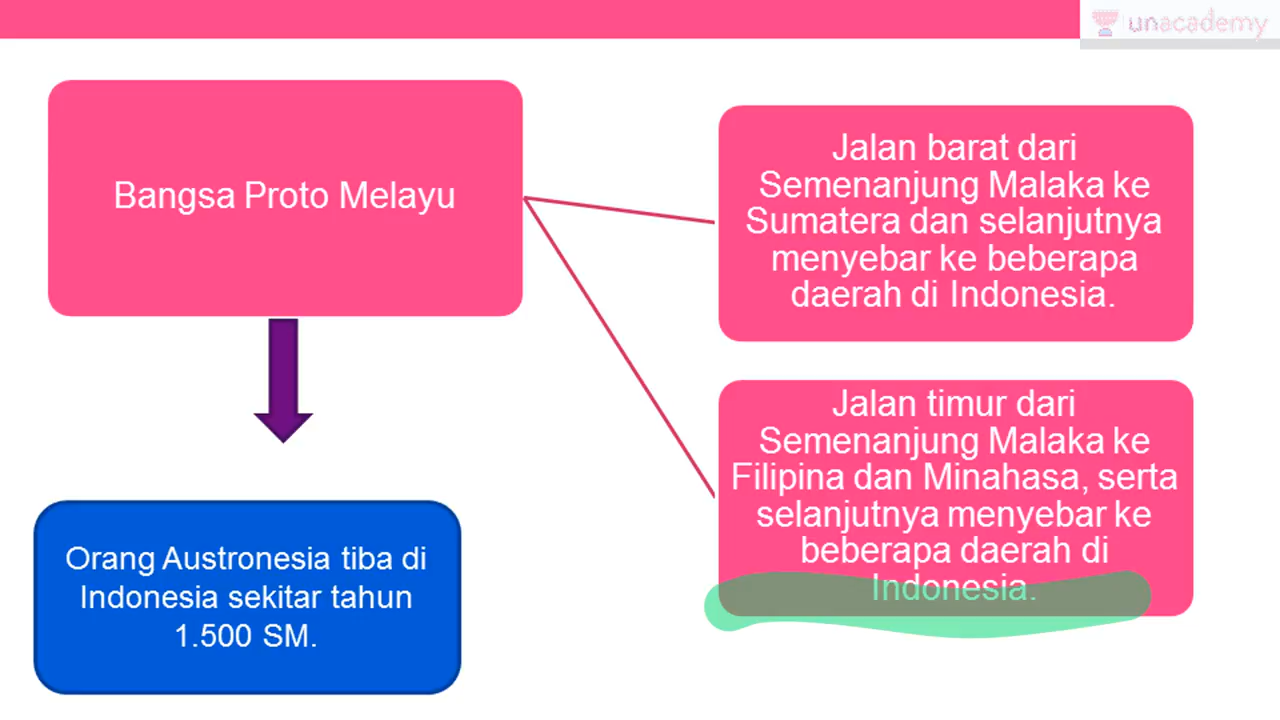 unacademy
Bangsa Proto Melayu
Jalan barat dari
Semenanjung Malaka ke
Sumatera dan selanjutnya
menyebar ke beberapa
daerah di Indonesia.
Jalan timur dari
Semenanjung Malaka ke
Filipina dan Minahasa, serta
selanjutnya menyebar ke
beberapa daerah di
Indonesia.
Orang Austronesia tiba di
Indonesia sekitar tahun
1.500 SM.